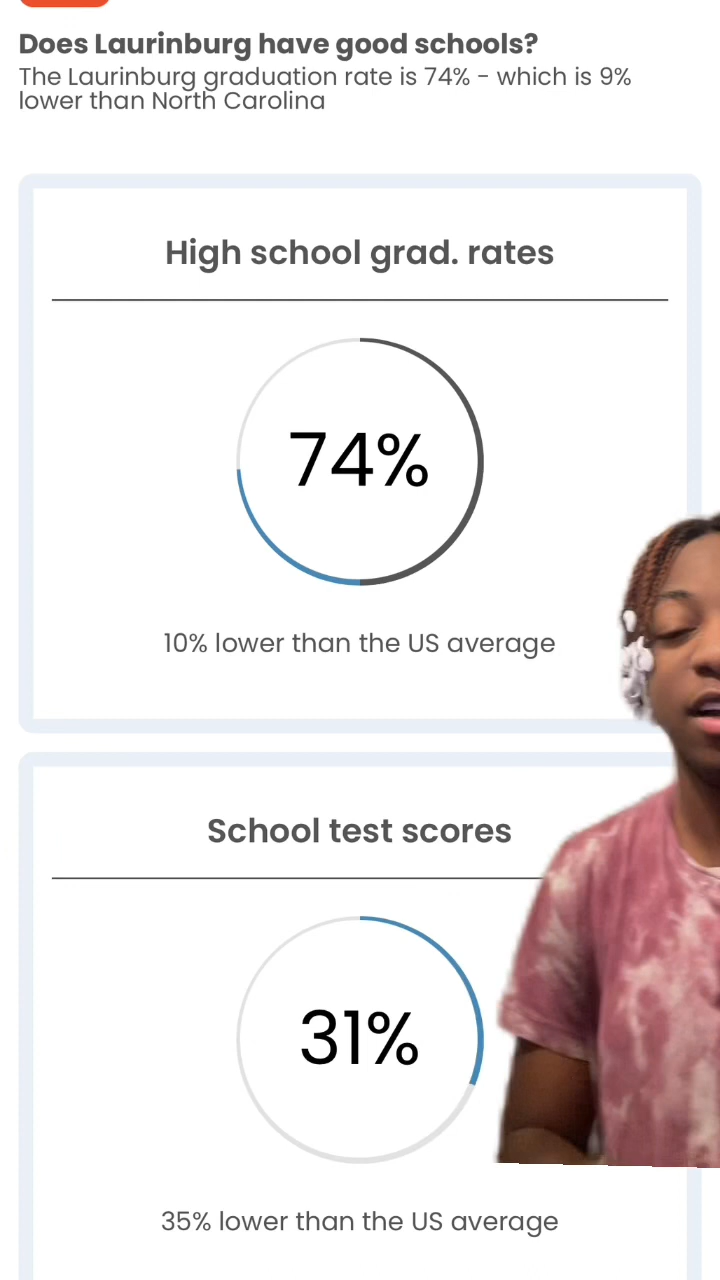 Does Laurinburg have good schools?
The Laurinburg graduation rate is 74% - which is 9%
lower than North Carolina
High school grad. rates
74%
10% lower than the US average
School test scores
31%
35% lower than the US average